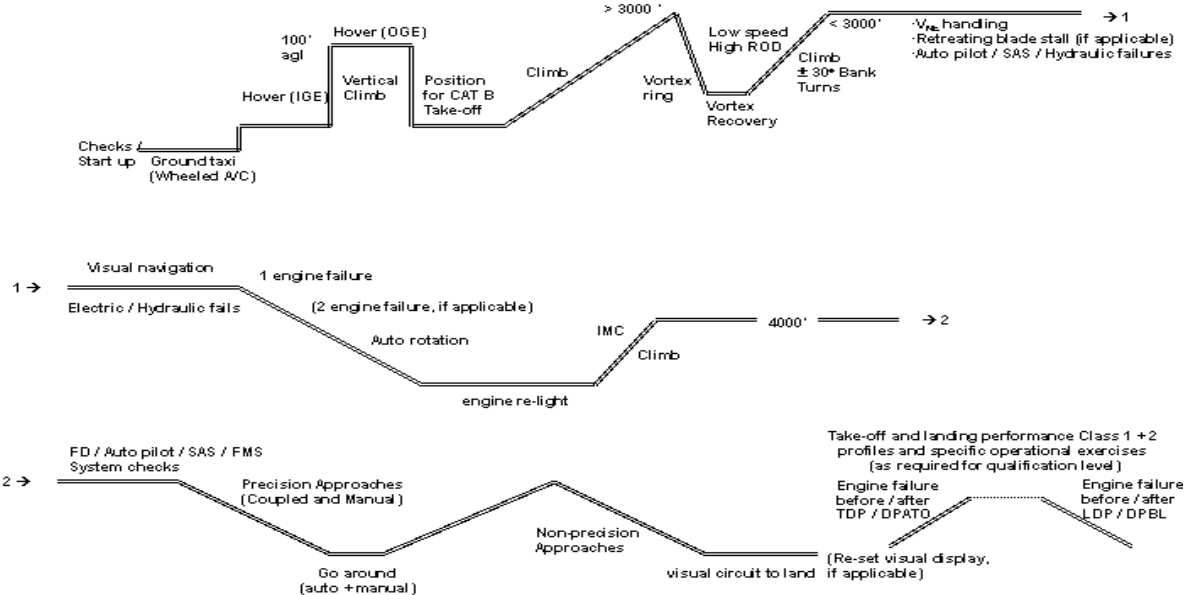 > 3000'
Hover (OGE)
100'
agl
Low speed
High ROD
< 3000'
→ 1
·VNE handling
·Retreating blade stall (if applicable)
·Auto pilot / SAS / Hydraulic failures
Hover (IGE)
Vertical
Climb
Position
for CAT B
Take-off
Climb
Vortex
ring
Vortex
Recovery
Climb
± 30° Bank
Turns
Checks /
Start up
Ground taxi
(Wheeled A/C)
1 →
Visual navigation
Electric / Hydraulic fails
1 engine failure
(2 engine failure, if applicable)
Auto rotation
engine re-light
IMC
Climb
4000'
→ 2
2 →
FD / Auto pilot / SAS / FMS
System checks
Precision Approaches
(Coupled and Manual)
Go around
(auto + manual)
Non-precision
Approaches
visual circuit to land
Take-off and landing performance Class 1 + 2
profiles and specific operational exercises
(as required for qualification level)
Engine failure
before / after
TDP / DPATO
Engine failure
before / after
LDP / DPBL
(Re-set visual display,
if applicable)